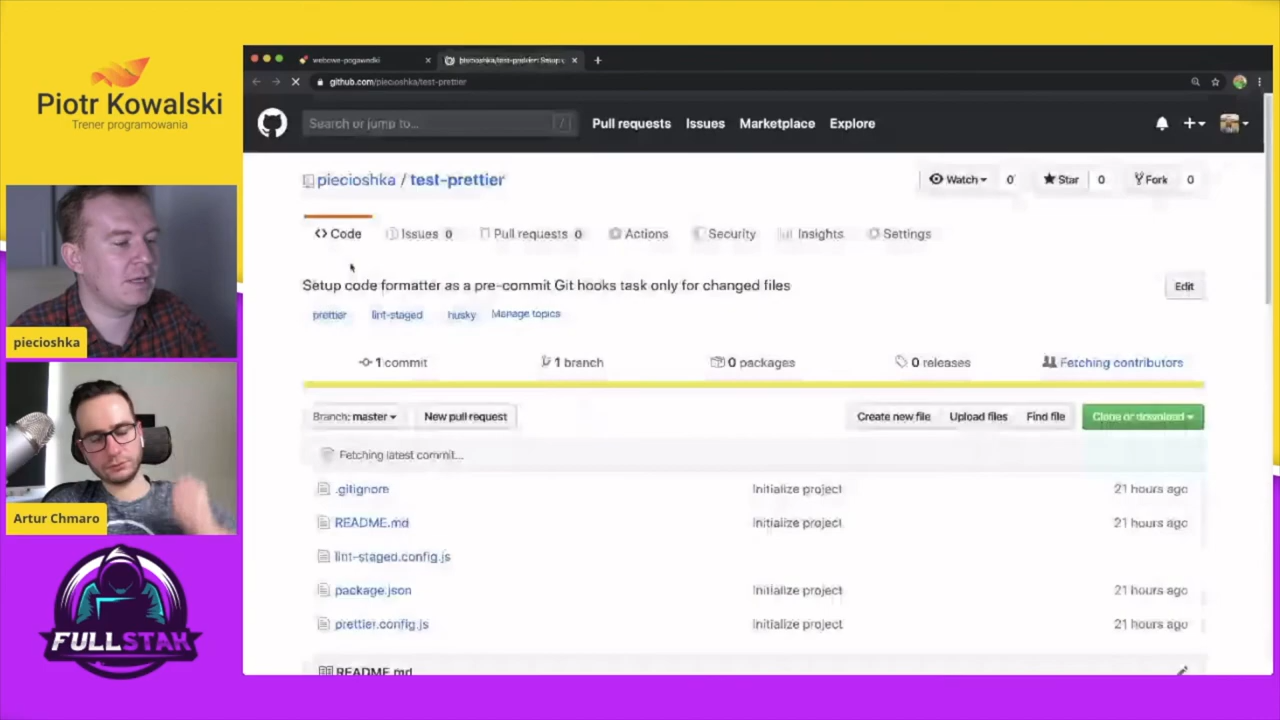 Piotr Kowalski
Trener programowania
piecioshka
Artur Chmaro
FULLSTAK
webowe-pogawedki
piecioshka/test-prettier: Setup
github.com/piecioshka/test-prettier
Search or jump to...
/
Pull requests
Issues
Marketplace
Explore
piecioshka / test-prettier
Watch
0
Star
0
Fork
0
Code
Issues 0
Pull requests 0
Actions
Security
Insights
Settings
Setup code formatter as a pre-commit Git hooks task only for changed files
Edit
prettier
lint-staged
husky
Manage topics
1 commit
1 branch
0 packages
0 releases
Fetching contributors
Branch: master
New pull request
Create new file
Upload files
Find file
Clone or download
Fetching latest commit...
.gitignore
Initialize project
21 hours ago
README.md
Initialize project
21 hours ago
lint-staged.config.js
package.json
Initialize project
21 hours ago
prettier.config.js
Initialize project
21 hours ago
README.md